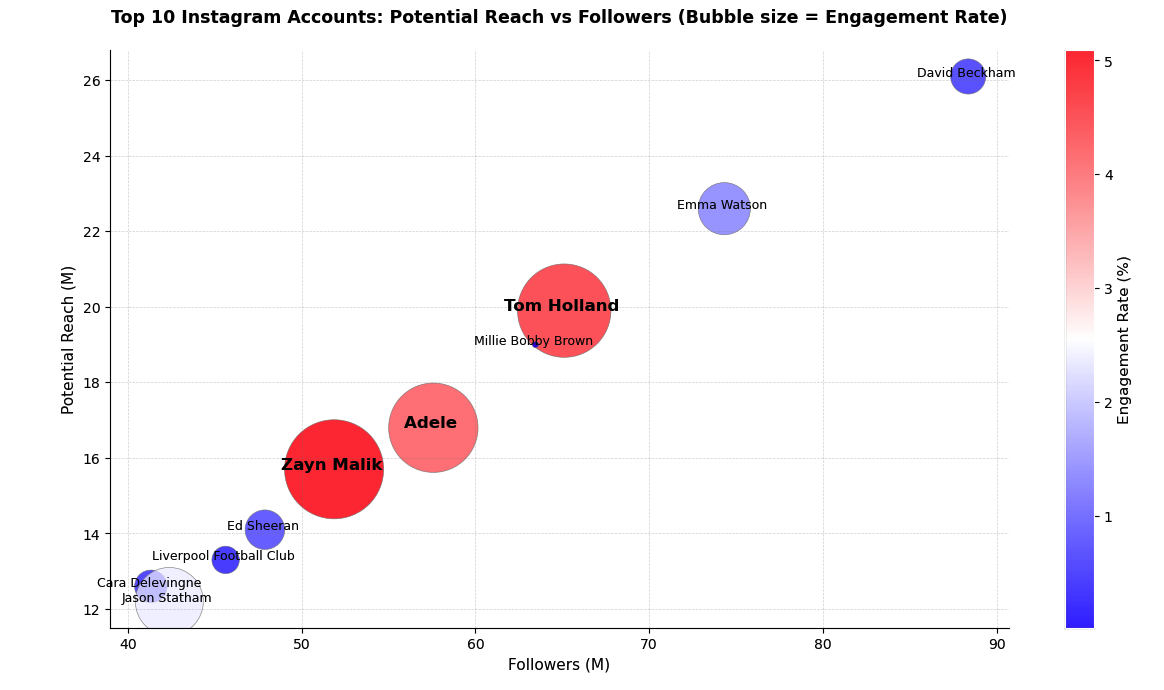 Top 10 Instagram Accounts: Potential Reach vs Followers (Bubble size = Engagement Rate)
David Beckham
Emma Watson
Tom Holland
Millie Bobby Brown
Adele
Zayn Malik
Ed Sheeran
Liverpool Football Club
Cara Delevingne
Jason Statham
26
24
22
20
18
16
14
12
Potential Reach (M)
40
50
60
70
80
90
Followers (M)
5
4
3
2
1
Engagement Rate (%)